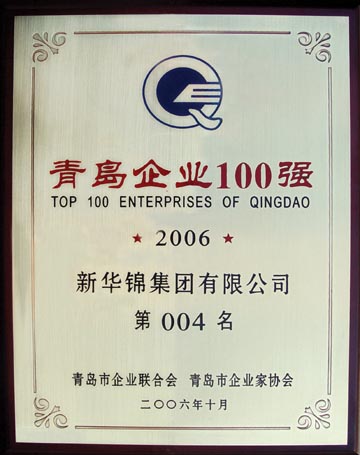 青岛企业100强
TOP 100 ENTERPRISES OF QINGDAO
★ 2006 ★
新华锦集团有限公司
第 004 名
青岛市企业联合会 青岛市企业家协会
二〇〇六年十月